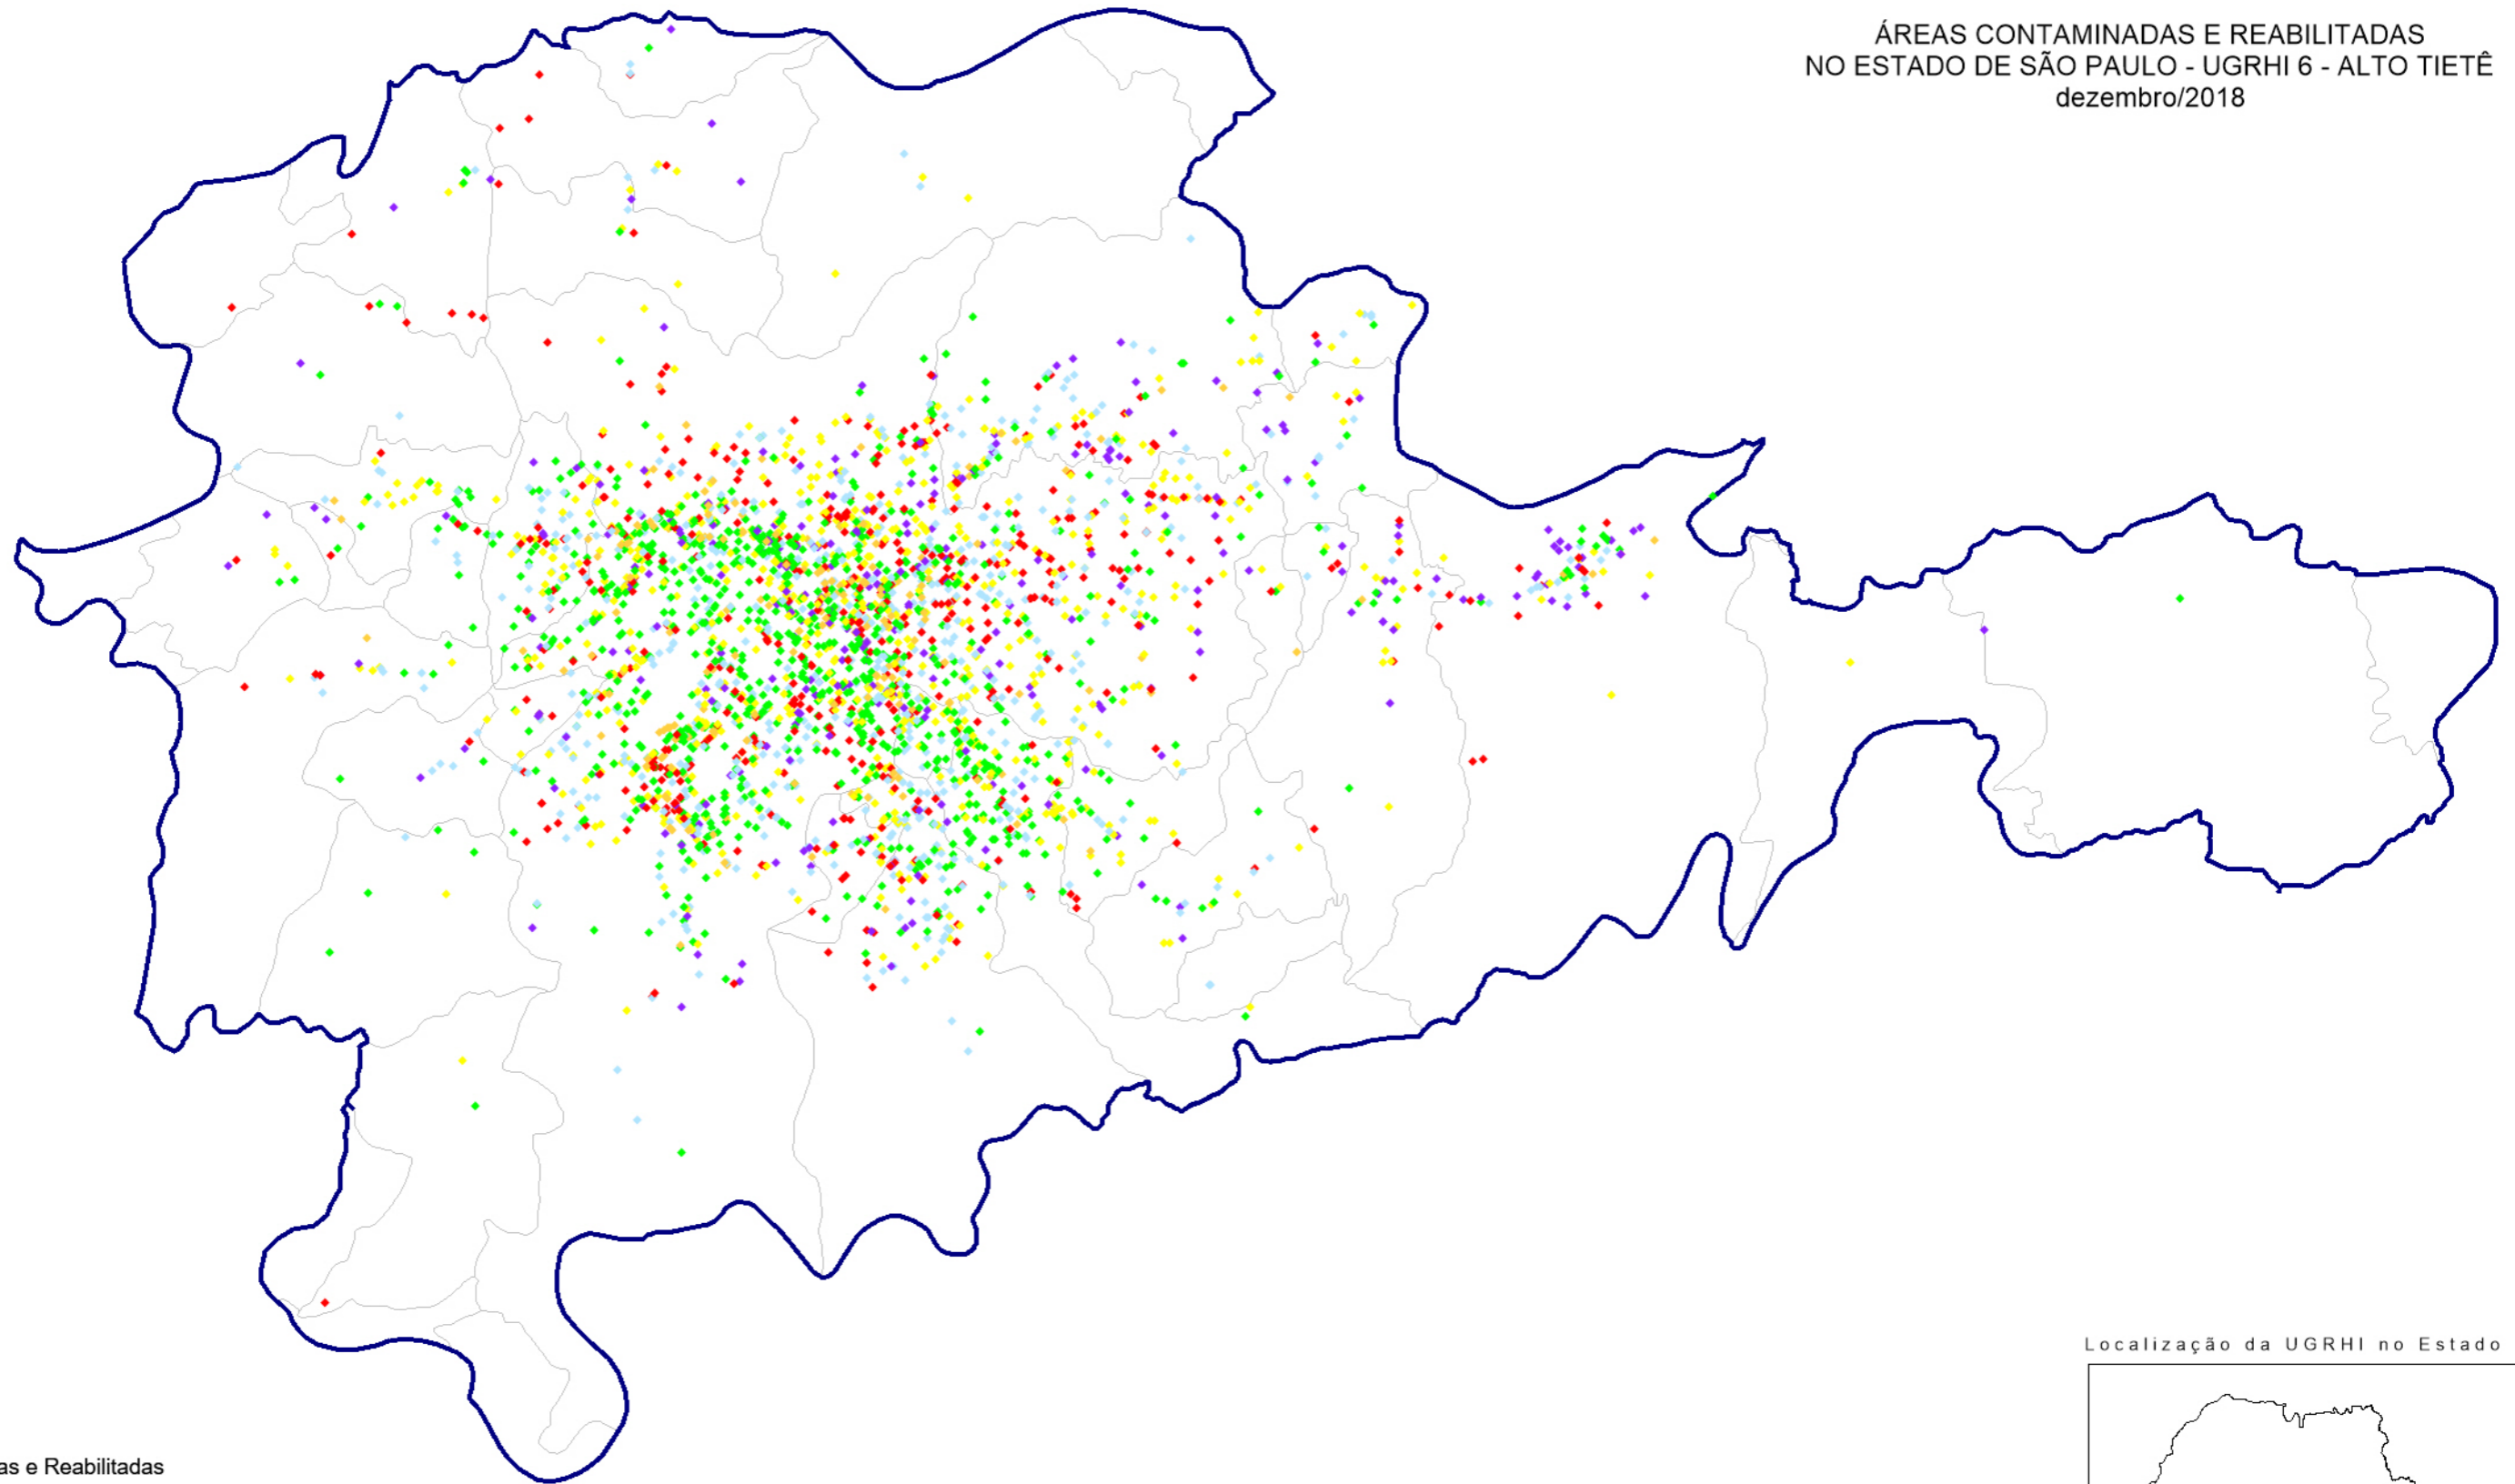 ÁREAS CONTAMINADAS E REABILITADAS
NO ESTADO DE SÃO PAULO - UGRHI 6 - ALTO TIETÊ
dezembro/2018
Localização da UGRHI no Estado
as e Reabilitadas